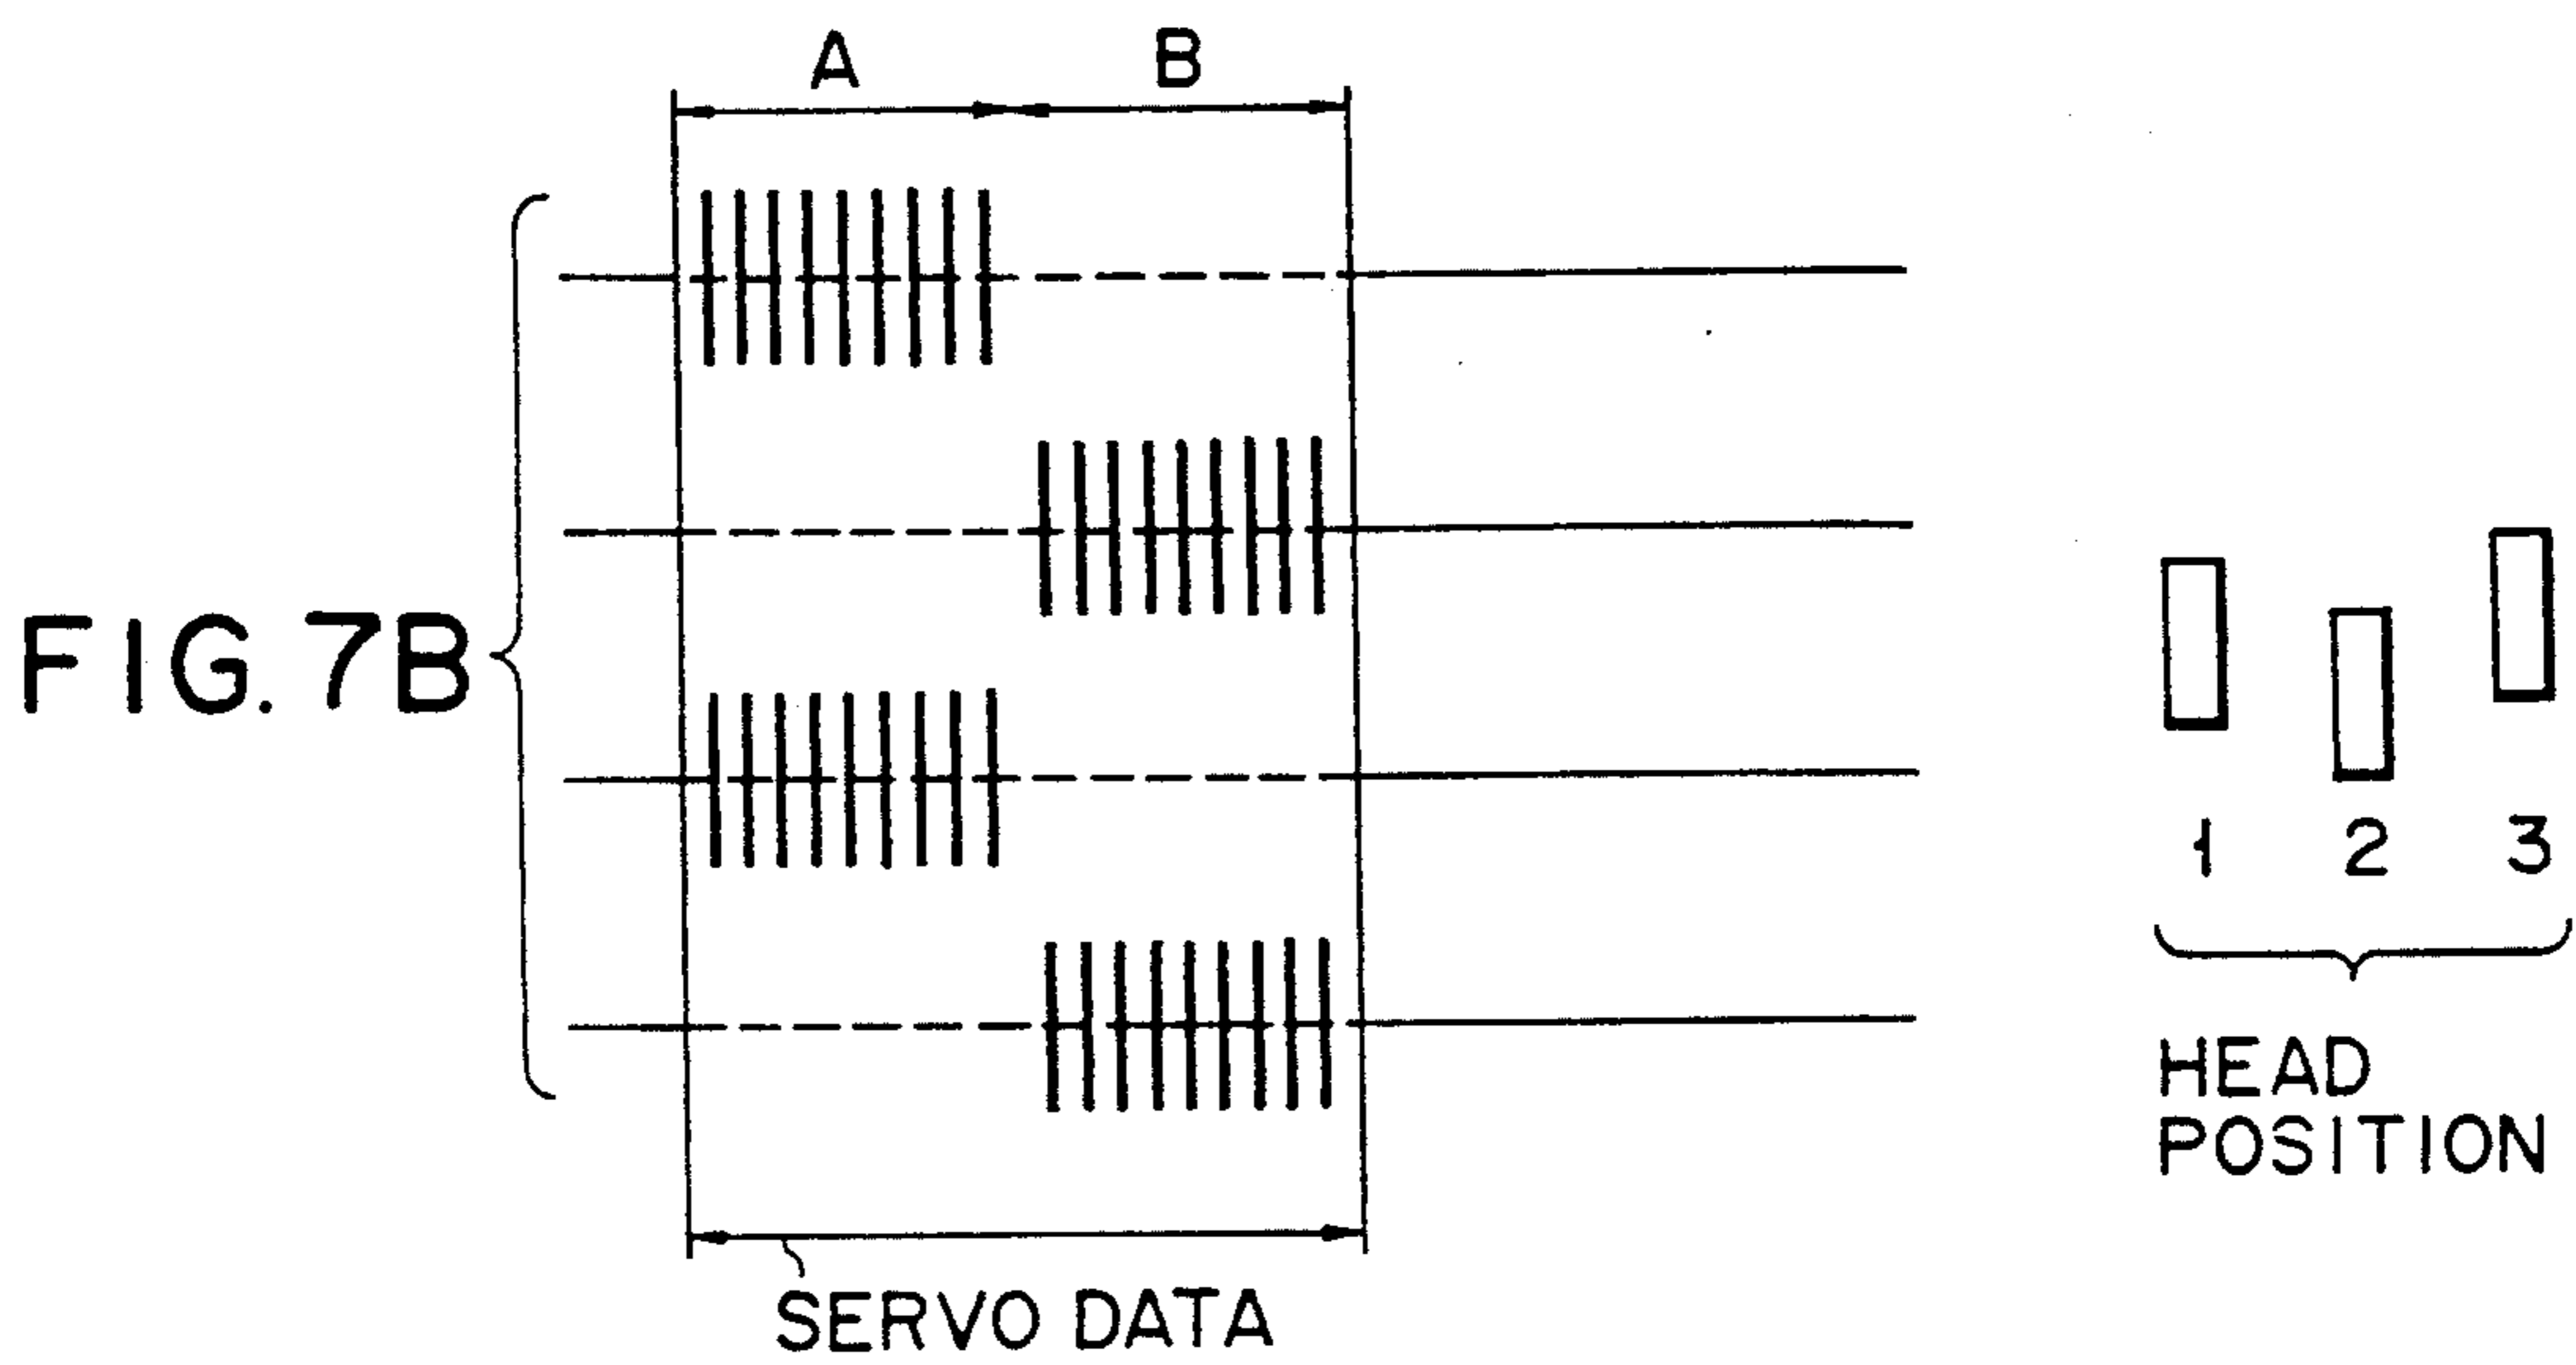 A B
FIG. 7B
1 2 3
HEAD
POSITION
SERVO DATA